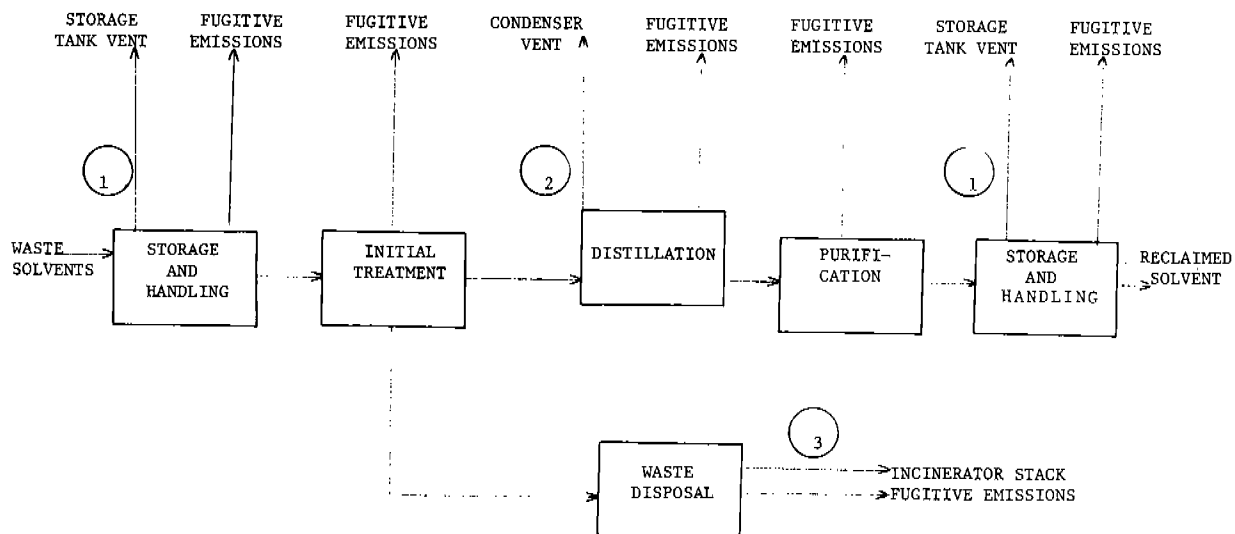 STORAGE
TANK VENT
FUGITIVE
EMISSIONS
FUGITIVE
EMISSIONS
CONDENSER
VENT
FUGITIVE
EMISSIONS
FUGITIVE
EMISSIONS
STORAGE
TANK VENT
FUGITIVE
EMISSIONS
1
2
1
WASTE
SOLVENTS
STORAGE
AND
HANDLING
INITIAL
TREATMENT
DISTILLATION
PURIFI-
CATION
STORAGE
AND
HANDLING
RECLAIMED
SOLVENT
3
WASTE
DISPOSAL
INCINERATOR STACK
FUGITIVE EMISSIONS